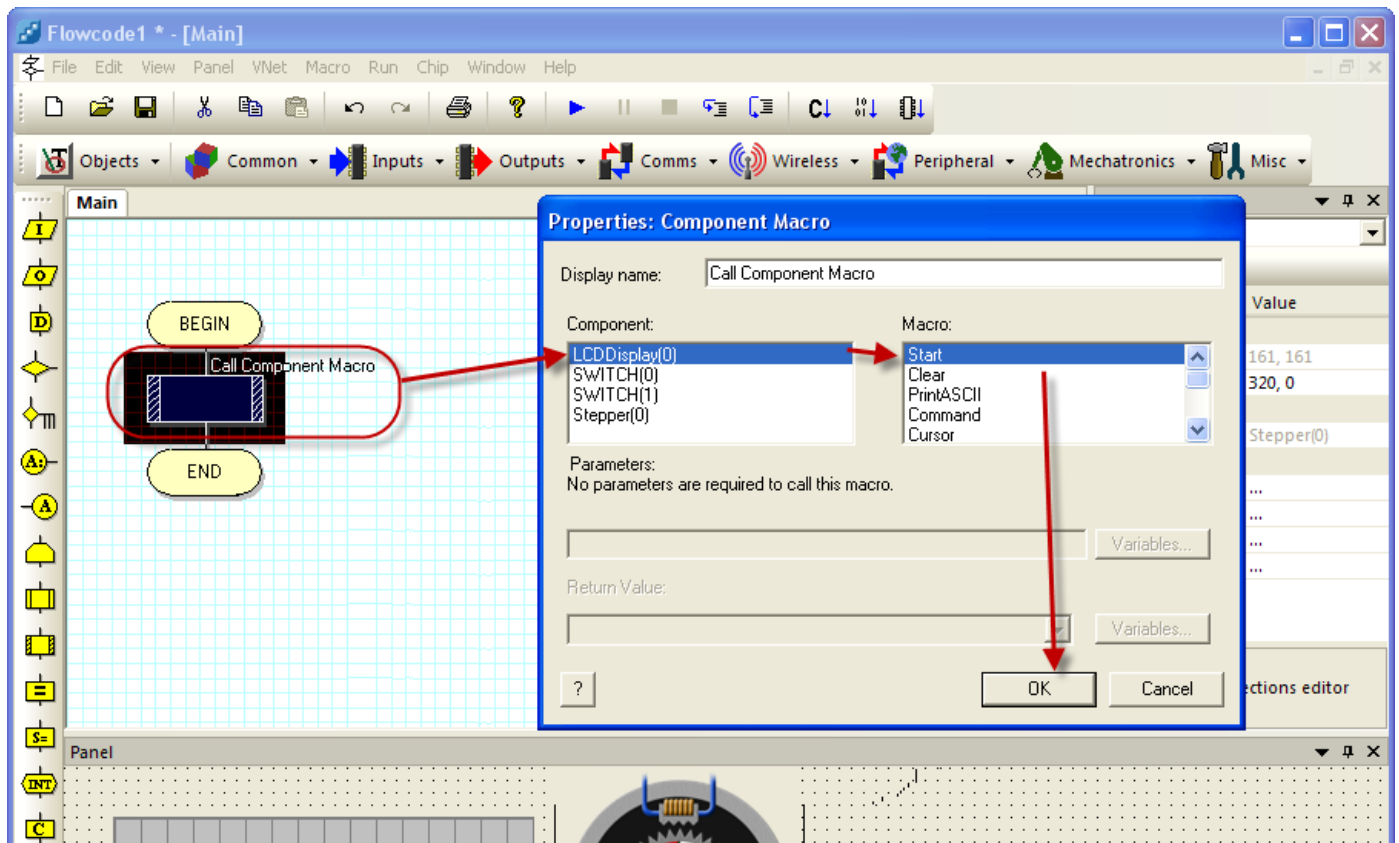 Flowcode1 * - [Main]
File Edit View Panel VNet Macro Run Chip Window Help
Objects Common Inputs Outputs Comms Wireless Peripheral Mechatronics Misc
Main
Properties: Component Macro
Display name: Call Component Macro
Component: Macro:
LCDDisplay(0) Start
SWITCH(0) Clear
SWITCH(1) PrintASCII
Stepper(0) Command
Cursor
Parameters:
No parameters are required to call this macro.
Variables...
Return Value:
Variables...
? OK Cancel
BEGIN
Call Component Macro
END
Value
161, 161
320, 0
Stepper(0)
...
...
...
...
ections editor
I
O
D
m
A:
A
=
S=
INT
C
Panel